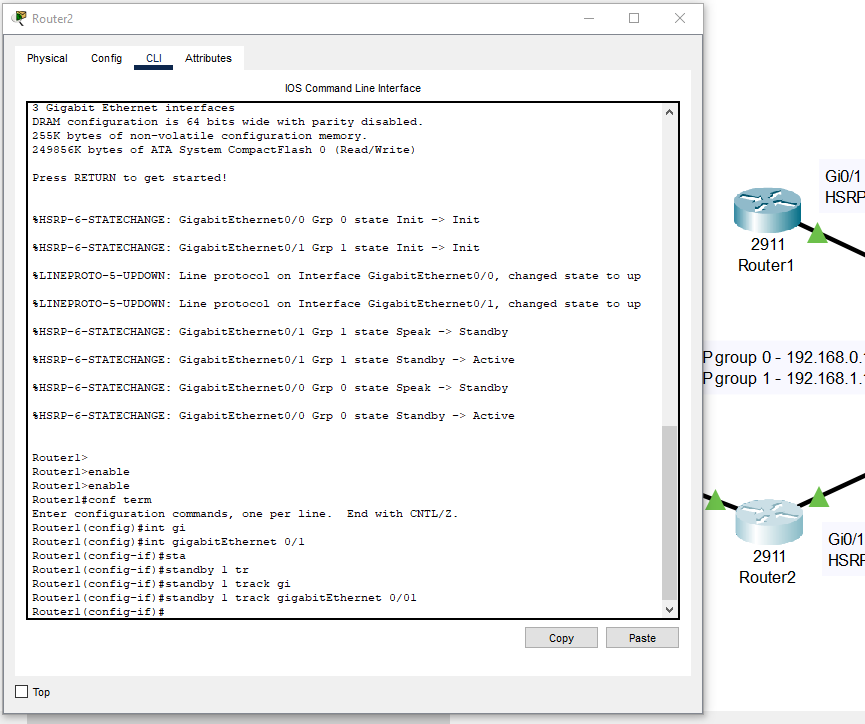 Router2
Physical Config CLI Attributes
IOS Command Line Interface
3 Gigabit Ethernet interfaces
DRAM configuration is 64 bits wide with parity disabled.
255K bytes of non-volatile configuration memory.
249856K bytes of ATA System CompactFlash 0 (Read/Write)
Press RETURN to get started!
%HSRP-6-STATECHANGE: GigabitEthernet0/0 Grp 0 state Init -> Init
%HSRP-6-STATECHANGE: GigabitEthernet0/1 Grp 1 state Init -> Init
%LINEPROTO-5-UPDOWN: Line protocol on Interface GigabitEthernet0/0, changed state to up
%LINEPROTO-5-UPDOWN: Line protocol on Interface GigabitEthernet0/1, changed state to up
%HSRP-6-STATECHANGE: GigabitEthernet0/1 Grp 1 state Speak -> Standby
%HSRP-6-STATECHANGE: GigabitEthernet0/1 Grp 1 state Standby -> Active
%HSRP-6-STATECHANGE: GigabitEthernet0/0 Grp 0 state Speak -> Standby
%HSRP-6-STATECHANGE: GigabitEthernet0/0 Grp 0 state Standby -> Active
Router1>
Router1>enable
Router1>enable
Router1#conf term
Enter configuration commands, one per line. End with CNTL/Z.
Router1(config)#int gi
Router1(config)#int gigabitEthernet 0/1
Router1(config-if)#sta
Router1(config-if)#standby 1 tr
Router1(config-if)#standby 1 track gi
Router1(config-if)#standby 1 track gigabitEthernet 0/01
Router1(config-if)#
Copy Paste
Top
Gi0/1
HSRP
2911
Router1
P group 0 - 192.168.0.
P group 1 - 192.168.1.
2911
Router2
Gi0/1
HSRP